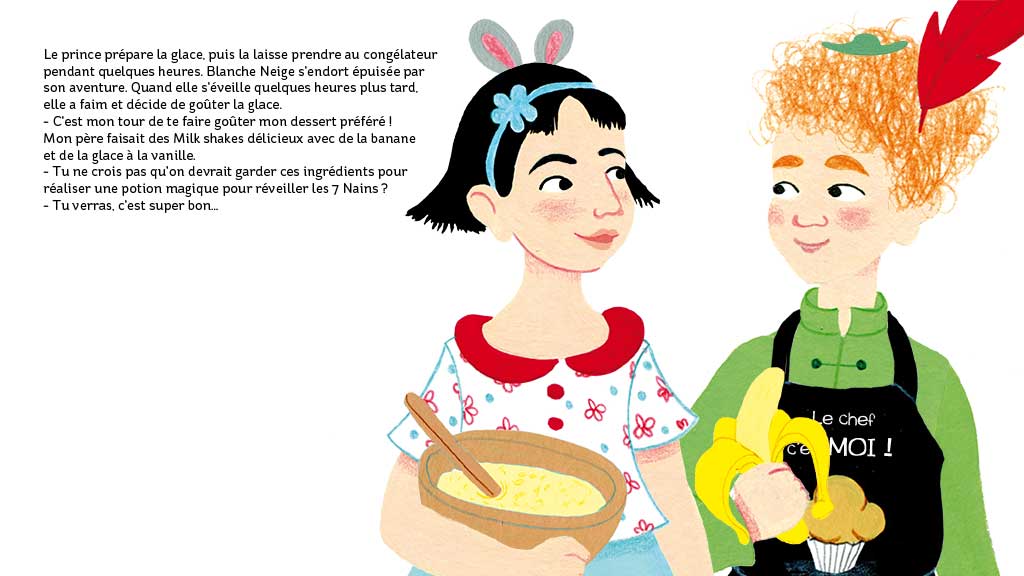 Le prince prépare la glace, puis la laisse prendre au congélateur
pendant quelques heures. Blanche Neige s'endort épuisée par
son aventure. Quand elle s'éveille quelques heures plus tard,
elle a faim et décide de goûter la glace.
- C'est mon tour de te faire goûter mon dessert préféré !
Mon père faisait des Milk shakes délicieux avec de la banane
et de la glace à la vanille.
- Tu ne crois pas qu'on devrait garder ces ingrédients pour
réaliser une potion magique pour réveiller les 7 Nains ?
- Tu verras, c'est super bon...
Le chef
c'e MOI !